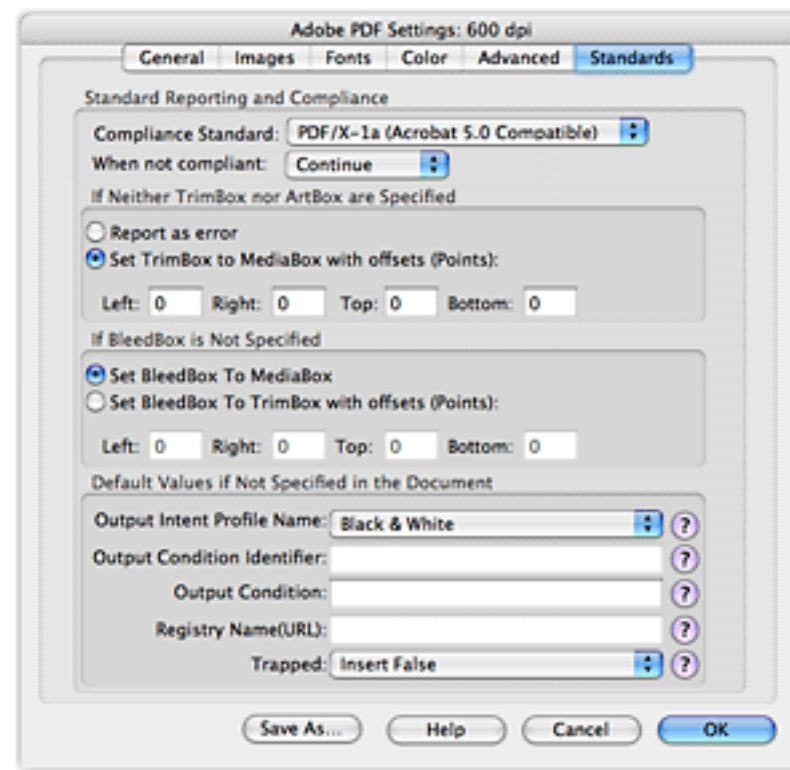 Adobe PDF Settings: 600 dpi
General Images Fonts Color Advanced Standards
Standard Reporting and Compliance
Compliance Standard: PDF/X-1a (Acrobat 5.0 Compatible)
When not compliant: Continue
If Neither TrimBox nor ArtBox are Specified
Report as error
Set TrimBox to MediaBox with offsets (Points):
Left: 0 Right: 0 Top: 0 Bottom: 0
If BleedBox is Not Specified
Set BleedBox To MediaBox
Set BleedBox To TrimBox with offsets (Points):
Left: 0 Right: 0 Top: 0 Bottom: 0
Default Values if Not Specified in the Document
Output Intent Profile Name: Black & White ?
Output Condition Identifier: ?
Output Condition: ?
Registry Name(URL): ?
Trapped: Insert False ?
Save As... Help Cancel OK